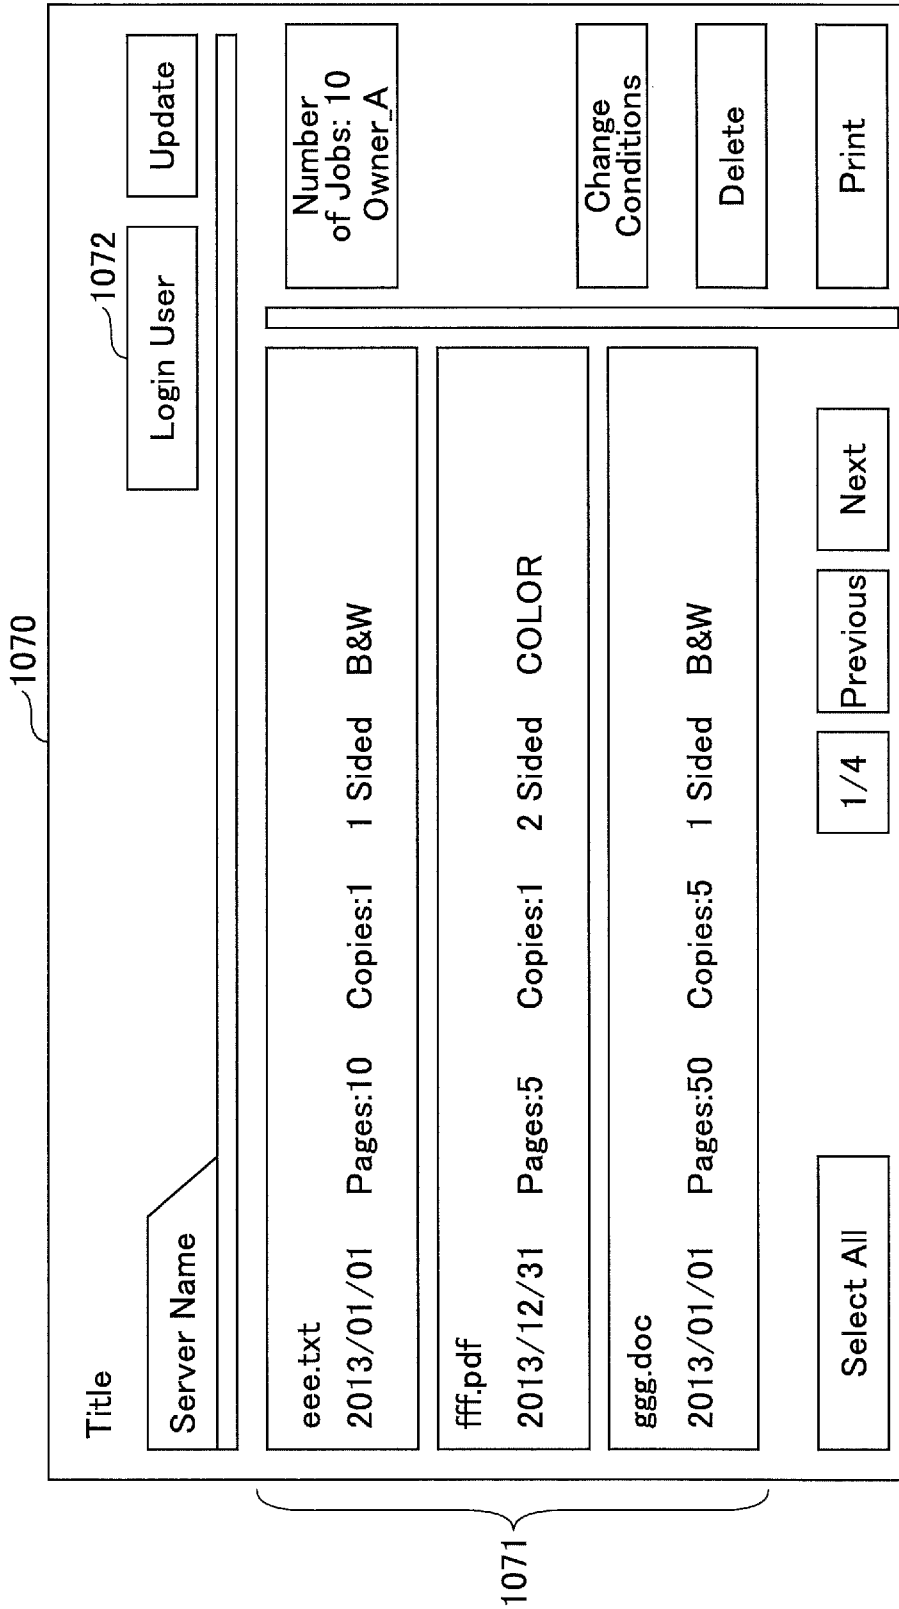 1070
Title
1072
Server Name
Login User
Update
eee.txt
2013/01/01 Pages:10 Copies:1 1 Sided B&W
fff.pdf
2013/12/31 Pages:5 Copies:1 2 Sided COLOR
ggg.doc
2013/01/01 Pages:50 Copies:5 1 Sided B&W
1071
Number
of Jobs: 10
Owner_A
Change
Conditions
Delete
Select All
1/4
Previous
Next
Print